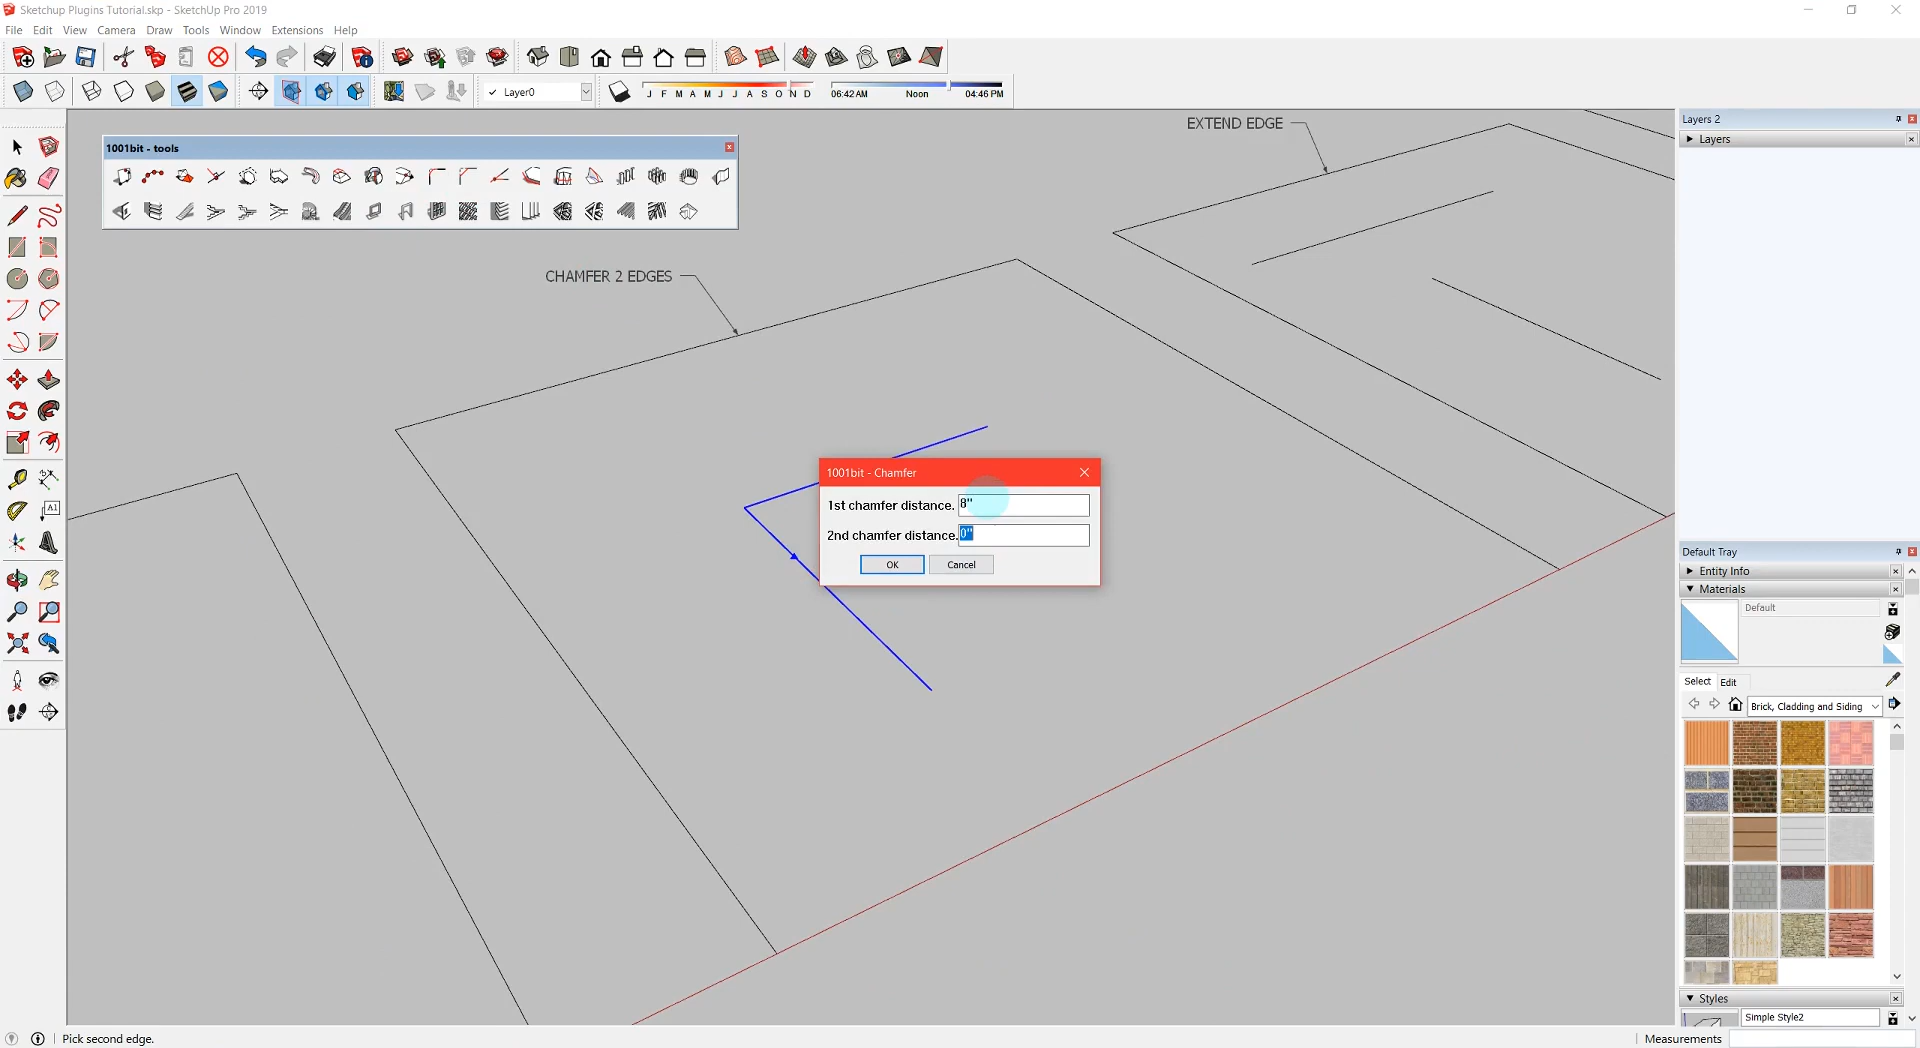 Sketchup Plugins Tutorial.skp - SketchUp Pro 2019
File Edit View Camera Draw Tools Window Extensions Help
Layer0
J F M A M J J A S O N D
06:42 AM Noon 04:46 PM
1001bit - tools
EXTEND EDGE
CHAMFER 2 EDGES
1001bit - Chamfer
1st chamfer distance. 8"
2nd chamfer distance. 0"
OK Cancel
A1
Layers 2
Layers
Default Tray
Entity Info
Materials
Default
Select Edit
Brick, Cladding and Siding
Styles
Simple Style2
Pick second edge.
Measurements